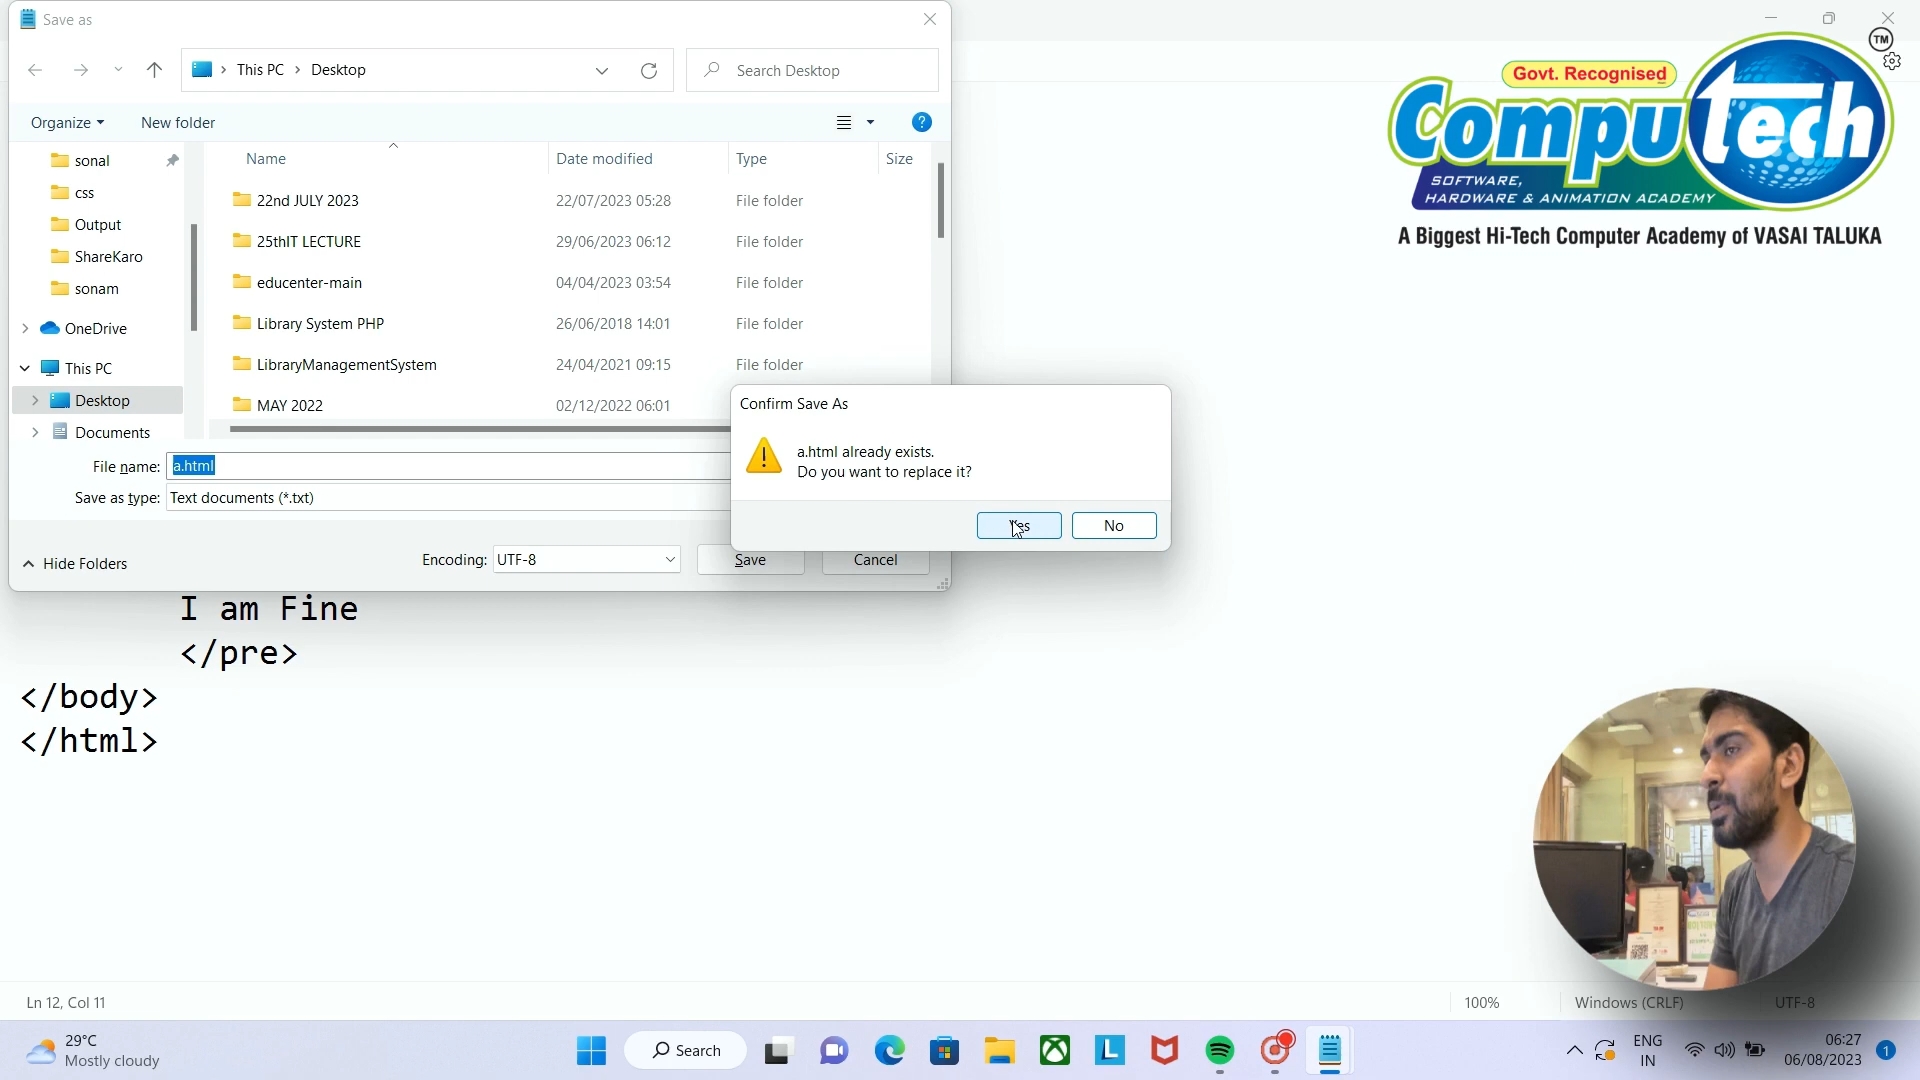 Save as
This PC > Desktop
Search Desktop
Organize
New folder
Name
Date modified
Type
Size
sonal
css
Output
ShareKaro
sonam
OneDrive
This PC
Desktop
Documents
22nd JULY 2023 22/07/2023 05:28 File folder
25thIT LECTURE 29/06/2023 06:12 File folder
educenter-main 04/04/2023 03:54 File folder
Library System PHP 26/06/2018 14:01 File folder
LibraryManagementSystem 24/04/2021 09:15 File folder
MAY 2022 02/12/2022 06:01
File name: a.html
Save as type: Text documents (*.txt)
Hide Folders
Encoding: UTF-8
Save
Cancel
Confirm Save As
a.html already exists.
Do you want to replace it?
Yes
No
TM
Govt. Recognised
CompuTech
SOFTWARE,
HARDWARE & ANIMATION ACADEMY
A Biggest Hi-Tech Computer Academy of VASAI TALUKA
I am Fine
</pre>
</body>
</html>
Ln 12, Col 11
100%
Windows (CRLF)
UTF-8
29°C
Mostly cloudy
Search
L
ENG
IN
06:27
06/08/2023
1